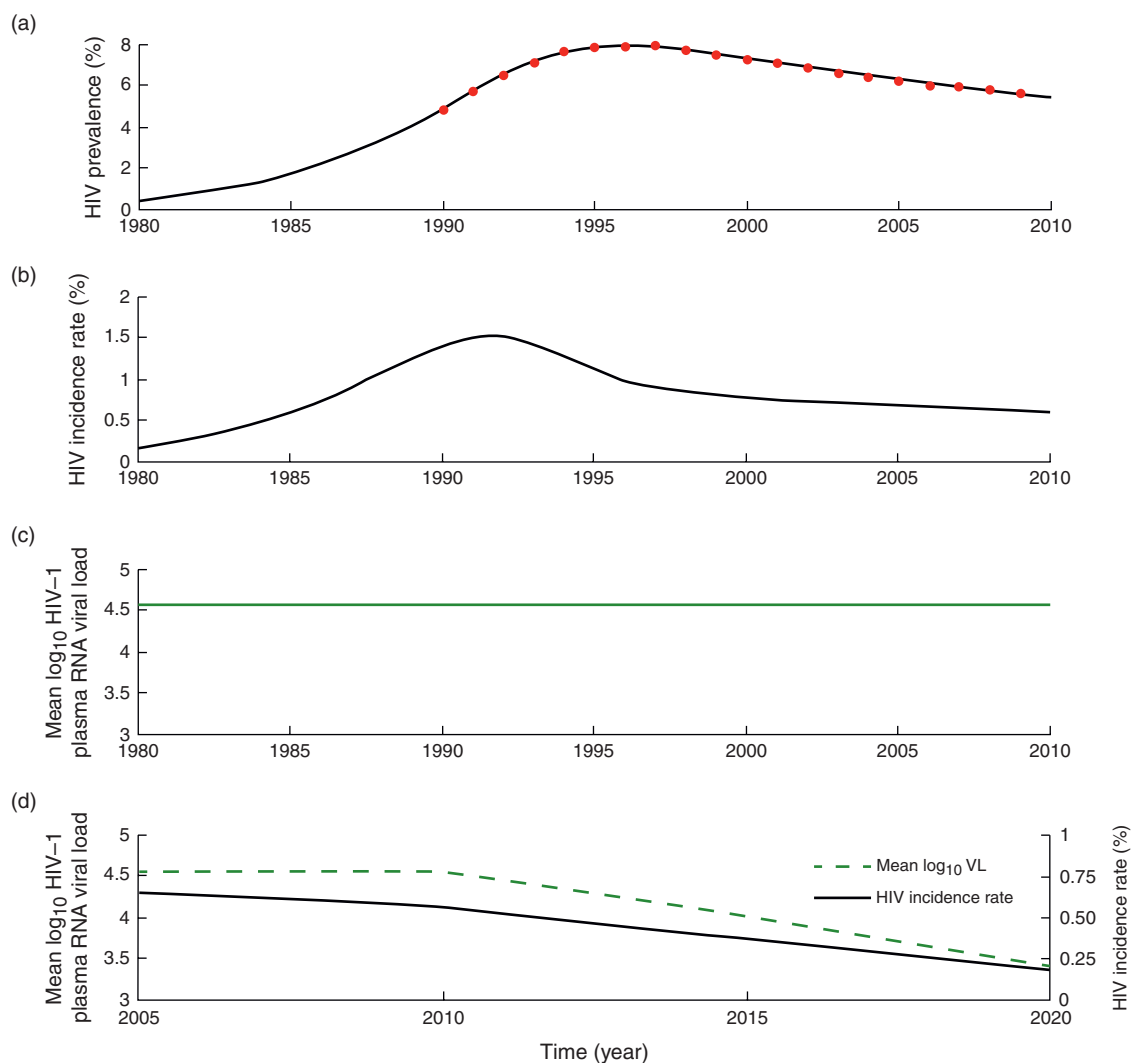 (a)
HIV prevalence (%)
8
6
4
2
0
1980 1985 1990 1995 2000 2005 2010
(b)
HIV incidence rate (%)
2
1.5
1
0.5
0
1980 1985 1990 1995 2000 2005 2010
(c)
Mean log10 HIV–1
plasma RNA viral load
5
4.5
4
3.5
3
1980 1985 1990 1995 2000 2005 2010
(d)
Mean log10 HIV–1
plasma RNA viral load
5
4.5
4
3.5
3
Mean log10 VL
HIV incidence rate
1
0.75
0.50
0.25
0
HIV incidence rate (%)
2005 2010 2015 2020
Time (year)